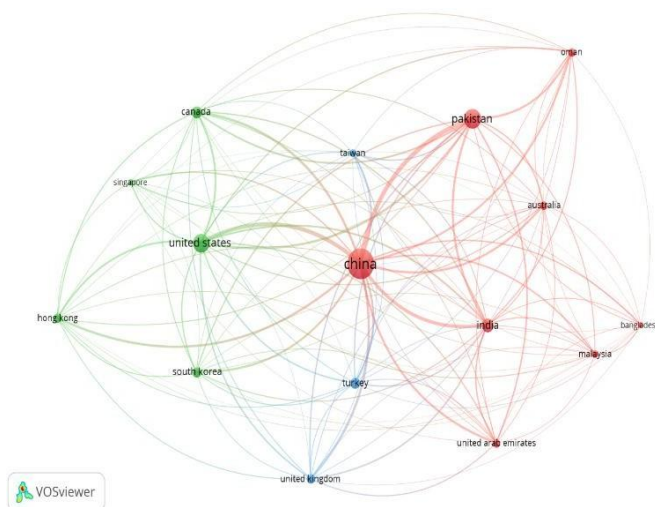 oman
canada
pakistan
taiwan
singapore
australia
united states
china
hong kong
india
banglades
malaysia
south korea
turkey
united arab emirates
united kingdom
VOSviewer